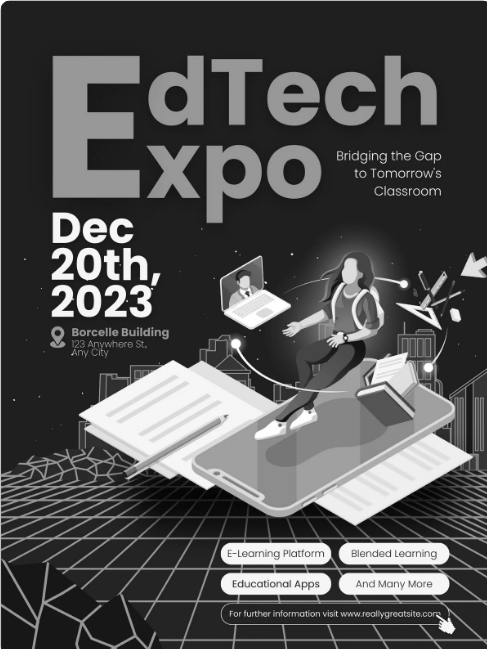 EdTech
Expo
Bridging the Gap
to Tomorrow's
Classroom
Dec
20th,
2023
Borcelle Building
123 Anywhere St.,
Any City
E-Learning Platform
Blended Learning
Educational Apps
And Many More
For further information visit www.reallygreatsite.com